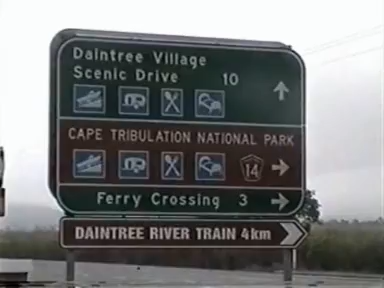 Daintree Village
Scenic Drive 10
CAPE TRIBULATION NATIONAL PARK
14
Ferry Crossing 3
DAINTREE RIVER TRAIN 4km